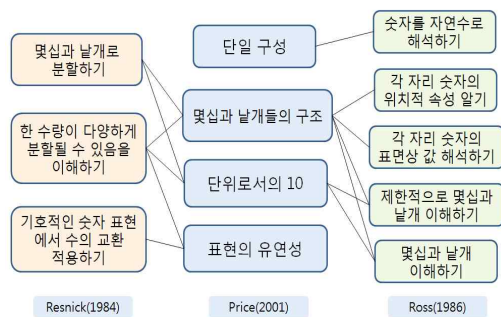 몇십과 낱개로
분할하기
한 수량이 다양하게
분할될 수 있음을
이해하기
기호적인 숫자 표현
에서 수의 교환
적용하기
Resnick(1984)
단일 구성
몇십과 낱개들의 구조
단위로서의 10
표현의 유연성
Price(2001)
숫자를 자연수로
해석하기
각 자리 숫자의
위치적 속성 알기
각 자리 숫자의
표면상 값 해석하기
제한적으로 몇십과
낱개 이해하기
몇십과 낱개
이해하기
Ross(1986)